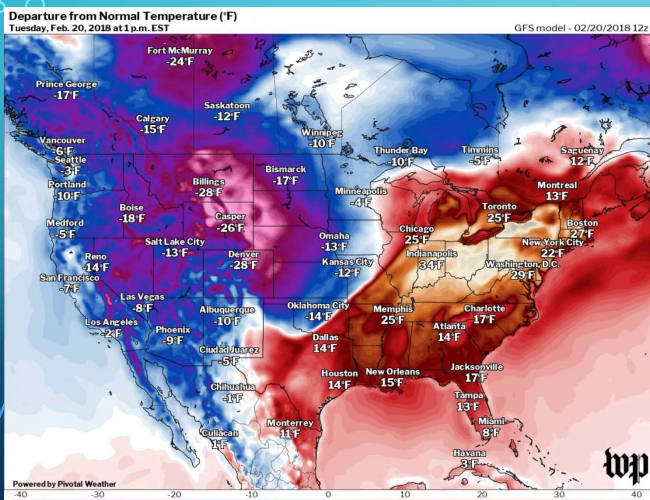 Departure from Normal Temperature (°F)
Tuesday, Feb. 20, 2018 at 1 p.m. EST
GFS model - 02/20/2018 12z
Fort McMurray
-24°F
Prince George
-17°F
Saskatoon
-12°F
Calgary
-15°F
Winnipeg
-10°F
Vancouver
-6°F
Seattle
-3°F
Thunder Bay
-10°F
Timmins
-5°F
Saguenay
12°F
Portland
-10°F
Billings
-28°F
Bismarck
-17°F
Minneapolis
-4°F
Montreal
13°F
Boise
-18°F
Casper
-26°F
Toronto
25°F
Medford
-5°F
Boston
27°F
Chicago
25°F
Salt Lake City
-13°F
Omaha
-13°F
New York City
22°F
Reno
-14°F
Denver
-28°F
Indianapolis
34°F
Kansas City
-12°F
Washington, D.C.
29°F
San Francisco
-7°F
Las Vegas
-8°F
Albuquerque
-10°F
Oklahoma City
-14°F
Memphis
25°F
Charlotte
17°F
Los Angeles
-2°F
Phoenix
-9°F
Atlanta
14°F
Dallas
14°F
Ciudad Juarez
-5°F
Houston
14°F
New Orleans
15°F
Jacksonville
17°F
Chihuahua
-1°F
Tampa
13°F
Monterrey
11°F
Miami
8°F
Culiacan
1°F
Havana
3°F
wp
Powered by Pivotal Weather
-40 -30 -20 -10 0 10 20 30 40